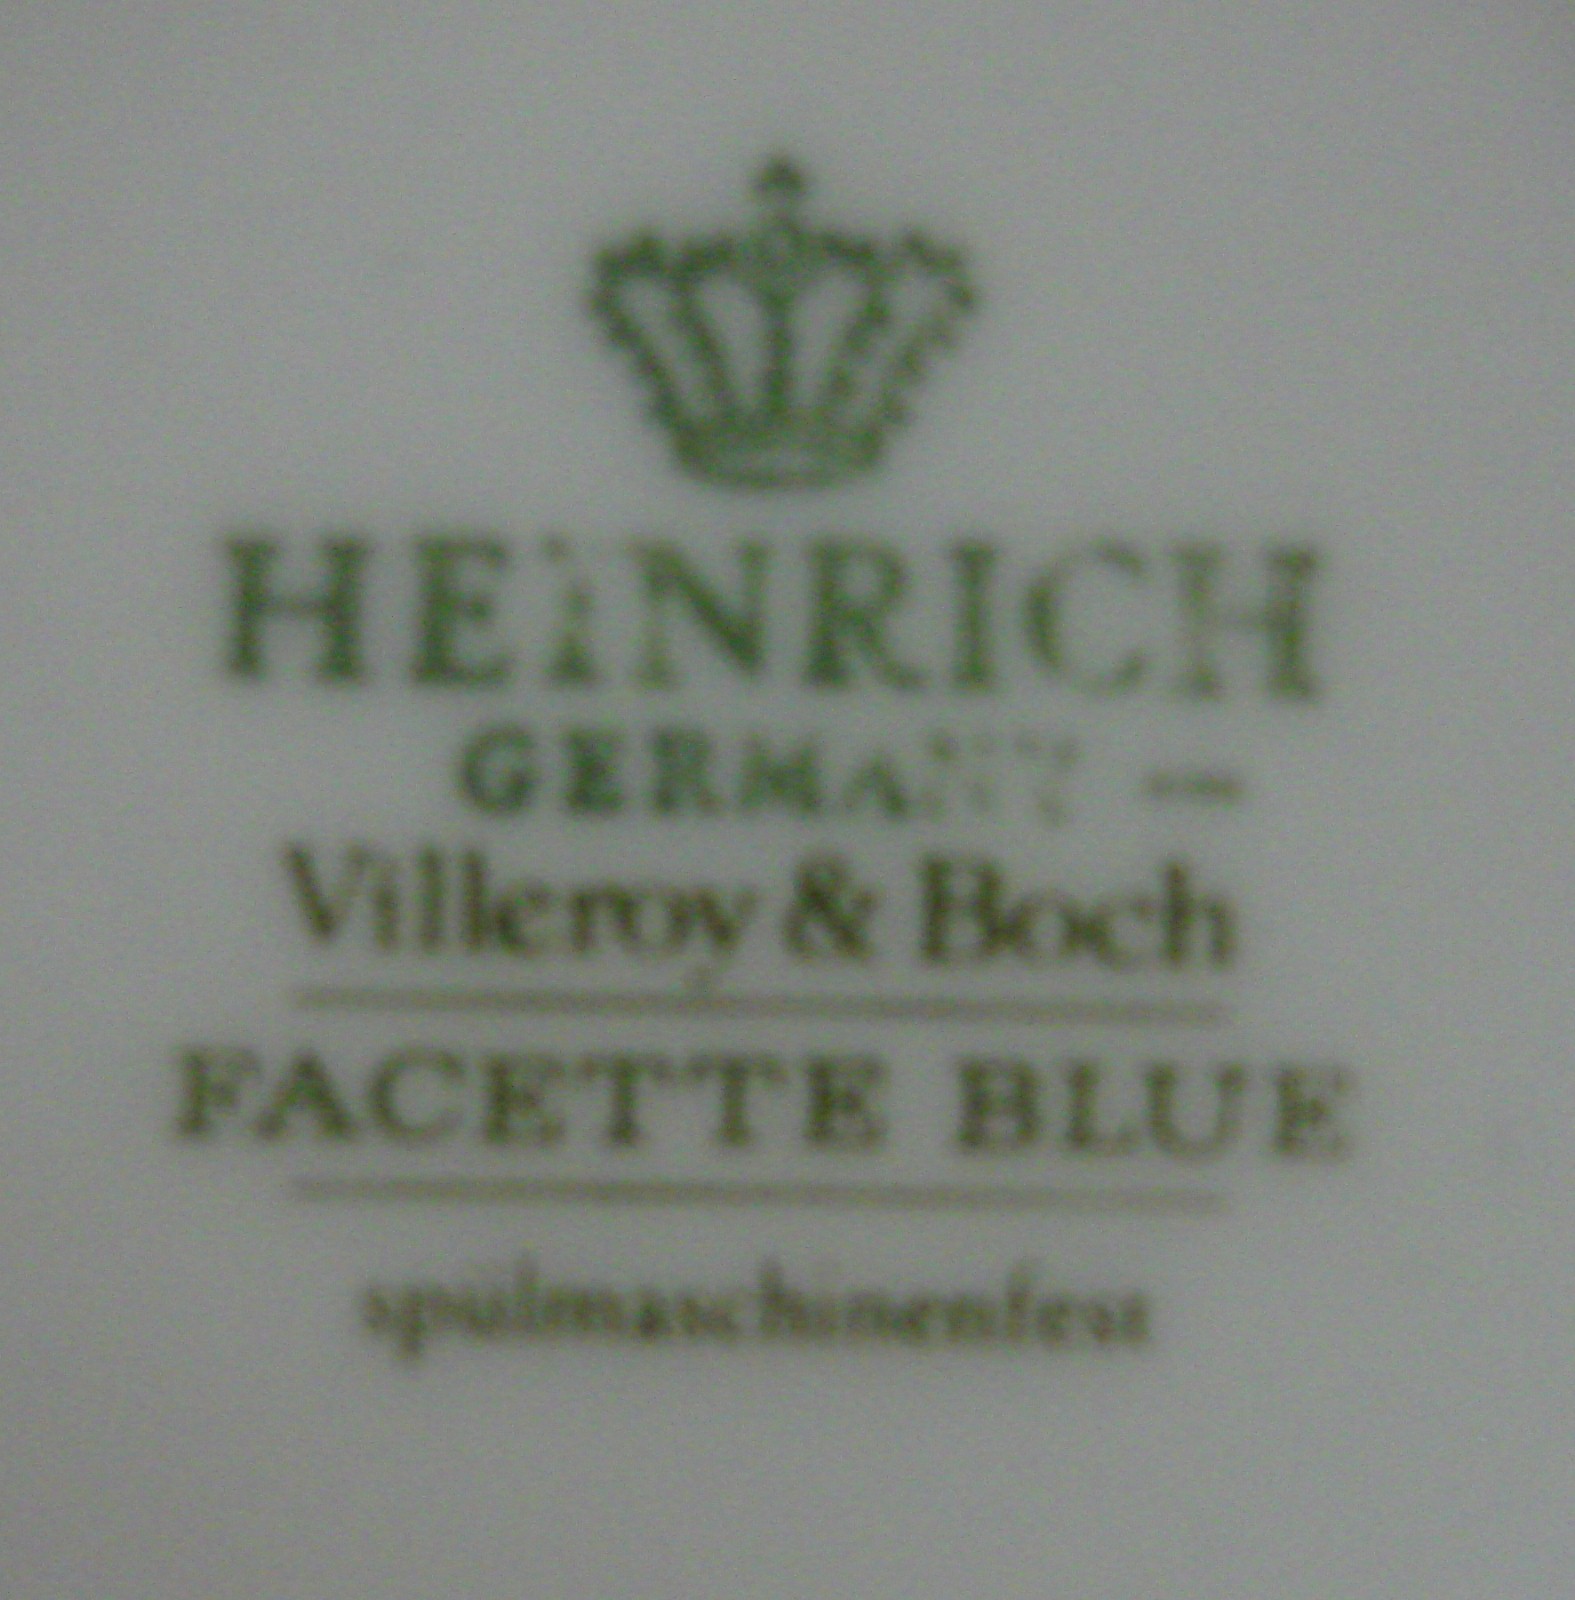 HEINRICH
GERMANY
Villeroy & Boch
FACETTE BLUE
spülmaschinenfest